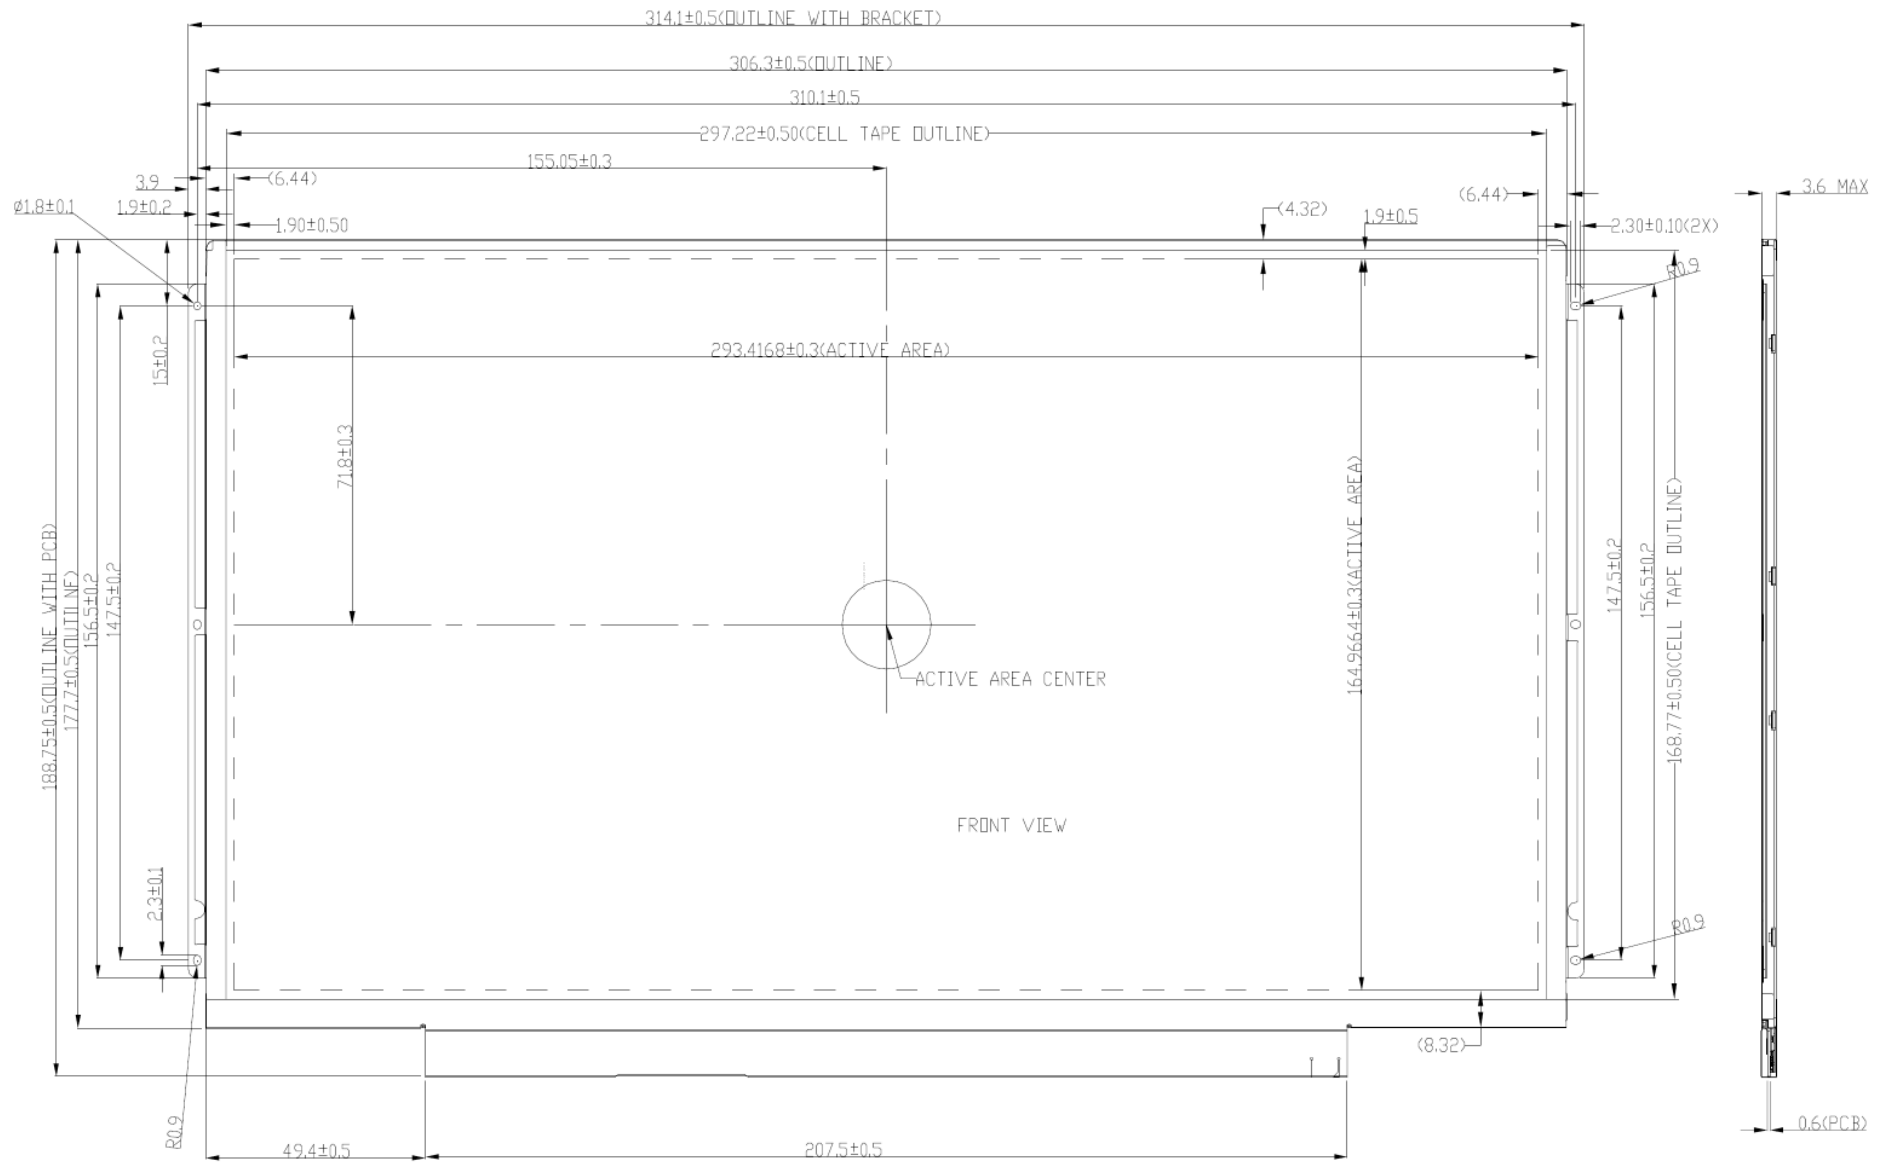 314.1±0.5(OUTLINE WITH BRACKET)
306.3±0.5(OUTLINE)
310.1±0.5
297.22±0.50(CELL TAPE OUTLINE)
155.05±0.3
(6.44)
3.9
3.6 MAX
(6.44)
Ø1.8±0.1
1.9±0.2
(4.32)
1.9±0.5
1.90±0.50
2.30±0.10(2X)
R0.9
15±0.2
293.4168±0.3(ACTIVE AREA)
71.8±0.3
188.75±0.5(OUTLINE WITH PCB)
177.7±0.5(OUTILNE)
156.5±0.2
147.5±0.2
164.9664±0.3(ACTIVE AREA)
147.5±0.2
156.5±0.2
168.77±0.50(CELL TAPE OUTLINE)
ACTIVE AREA CENTER
FRONT VIEW
2.3±0.1
R0.9
(8.32)
R0.9
49.4±0.5
207.5±0.5
0.6(PCB)